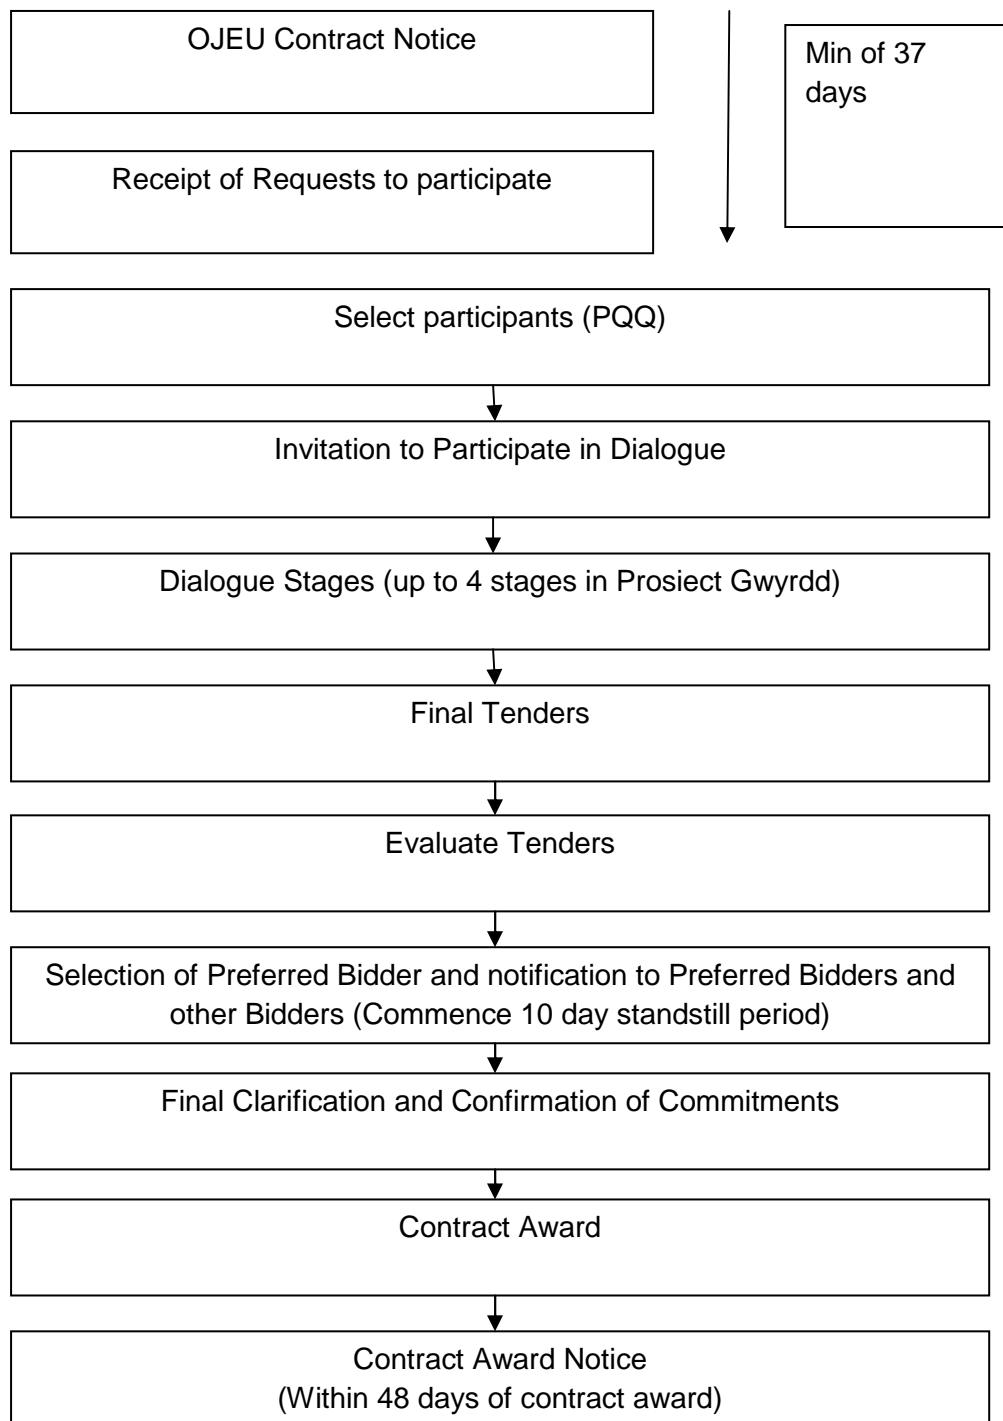 OJEU Contract Notice
Min of 37
days
Receipt of Requests to participate
Select participants (PQQ)
Invitation to Participate in Dialogue
Dialogue Stages (up to 4 stages in Prosiect Gwyrdd)
Final Tenders
Evaluate Tenders
Selection of Preferred Bidder and notification to Preferred Bidders and
other Bidders (Commence 10 day standstill period)
Final Clarification and Confirmation of Commitments
Contract Award
Contract Award Notice
(Within 48 days of contract award)